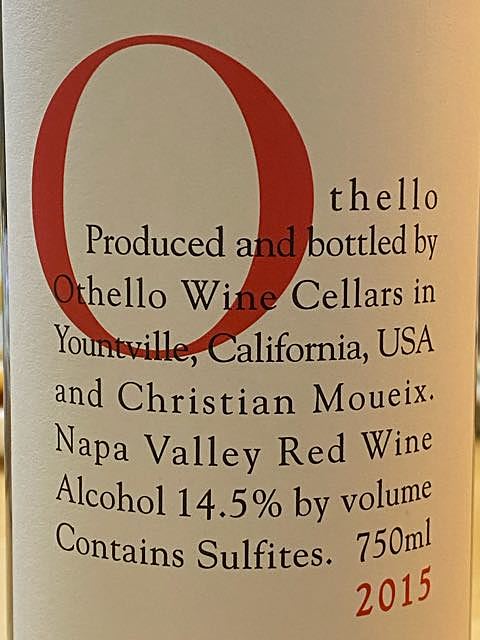 Othello
Produced and bottled by
Othello Wine Cellars in
Yountville, California, USA
and Christian Moueix.
Napa Valley Red Wine
Alcohol 14.5% by volume
Contains Sulfites. 750ml
2015